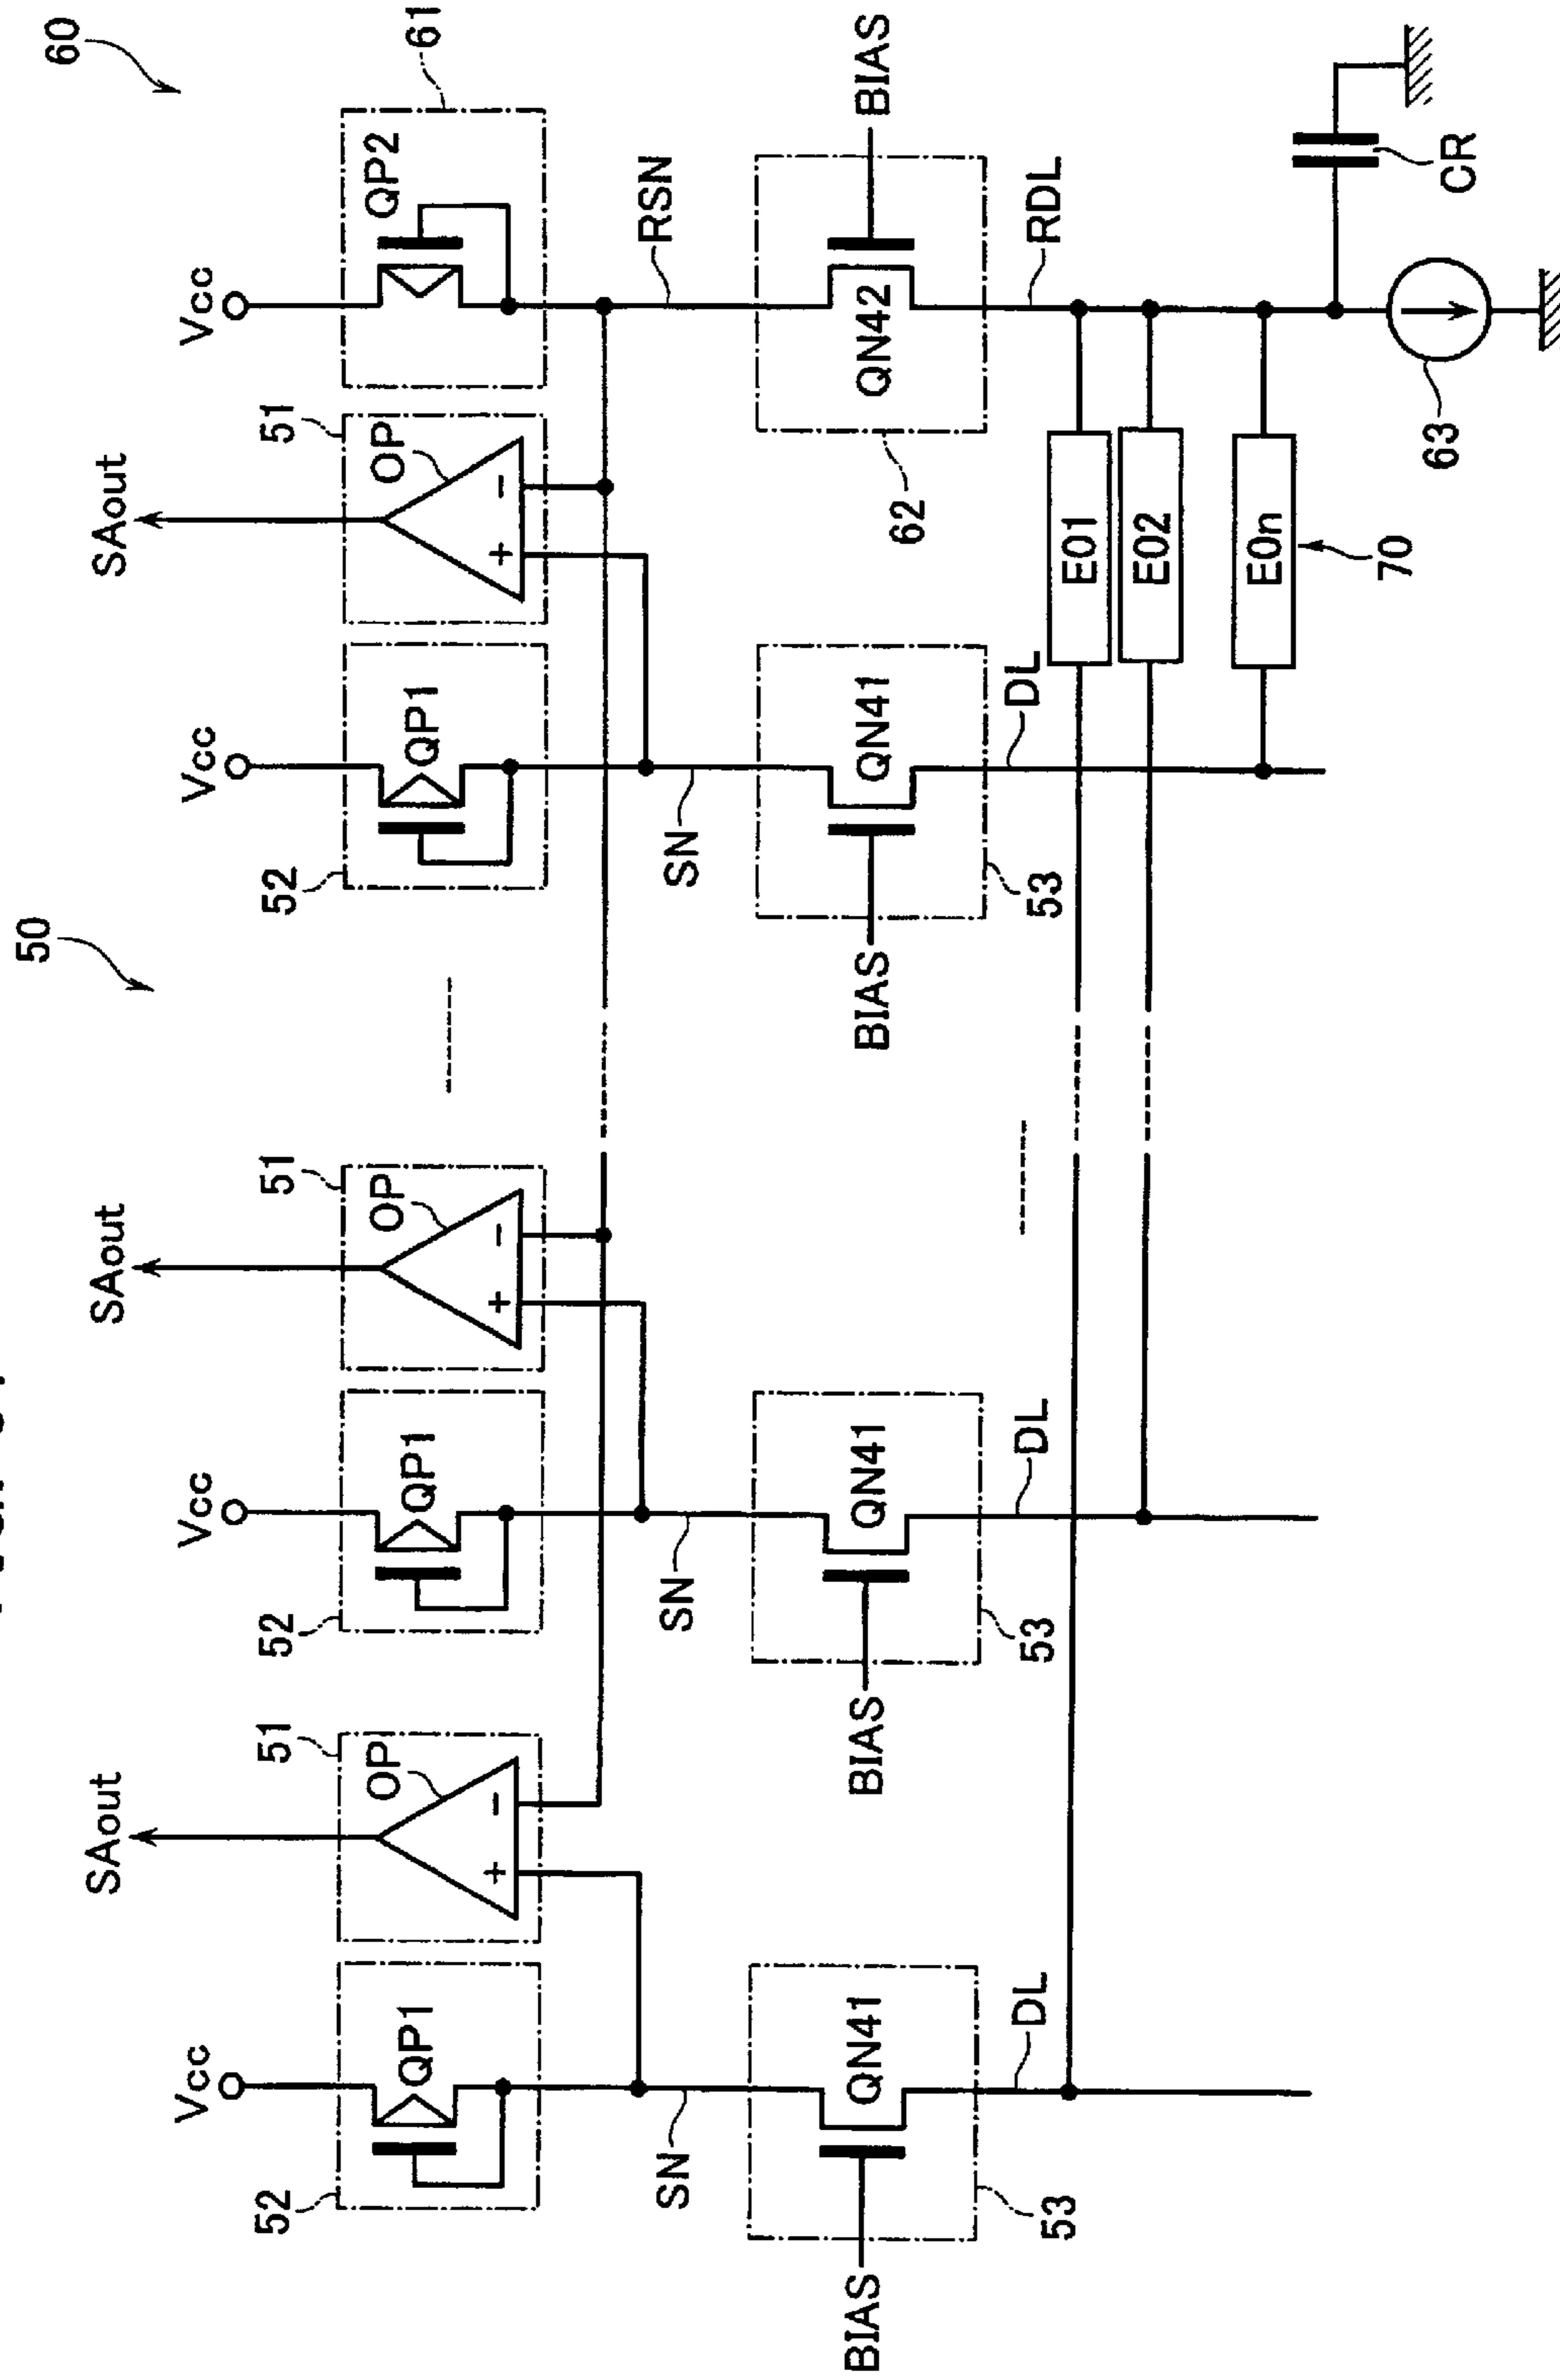 60
50
SAout
SAout
SAout
Vcc
Vcc
Vcc
Vcc
52
QP1
51
OP
+
−
52
QP1
51
OP
+
−
52
QP1
51
OP
+
−
QP2
61
SN
SN
SN
RSN
BIAS
QN41
53
BIAS
QN41
53
BIAS
QN41
53
QN42
62
BIAS
DL
DL
DL
RDL
E01
E02
E0n
70
63
CR